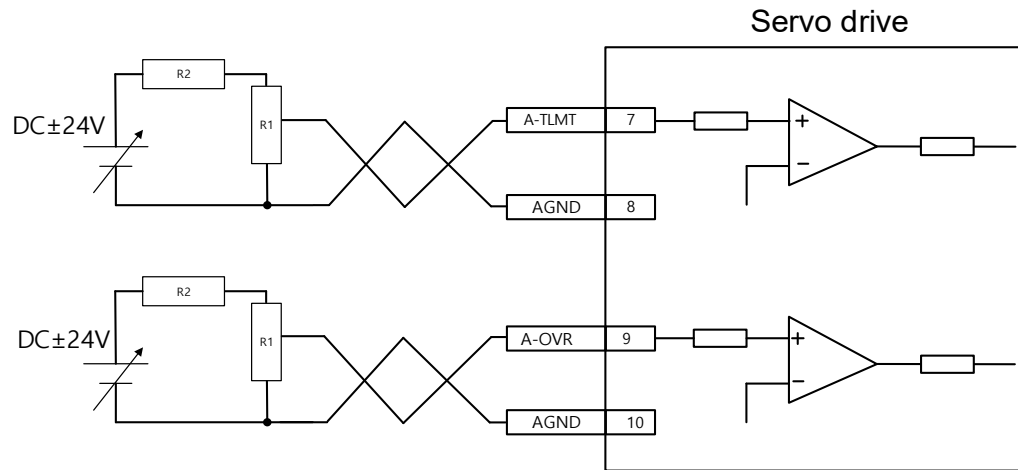 Servo drive
R2
R1
DC±24V
A-TLMT 7
+
−
AGND 8
R2
R1
DC±24V
A-OVR 9
+
−
AGND 10